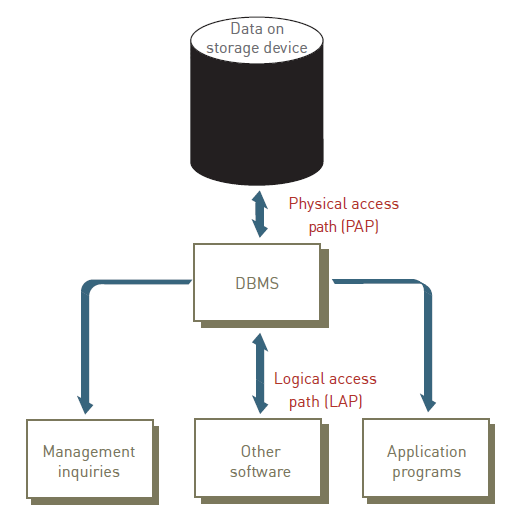 Data on
storage device
Physical access
path (PAP)
DBMS
Logical access
path (LAP)
Management
inquiries
Other
software
Application
programs